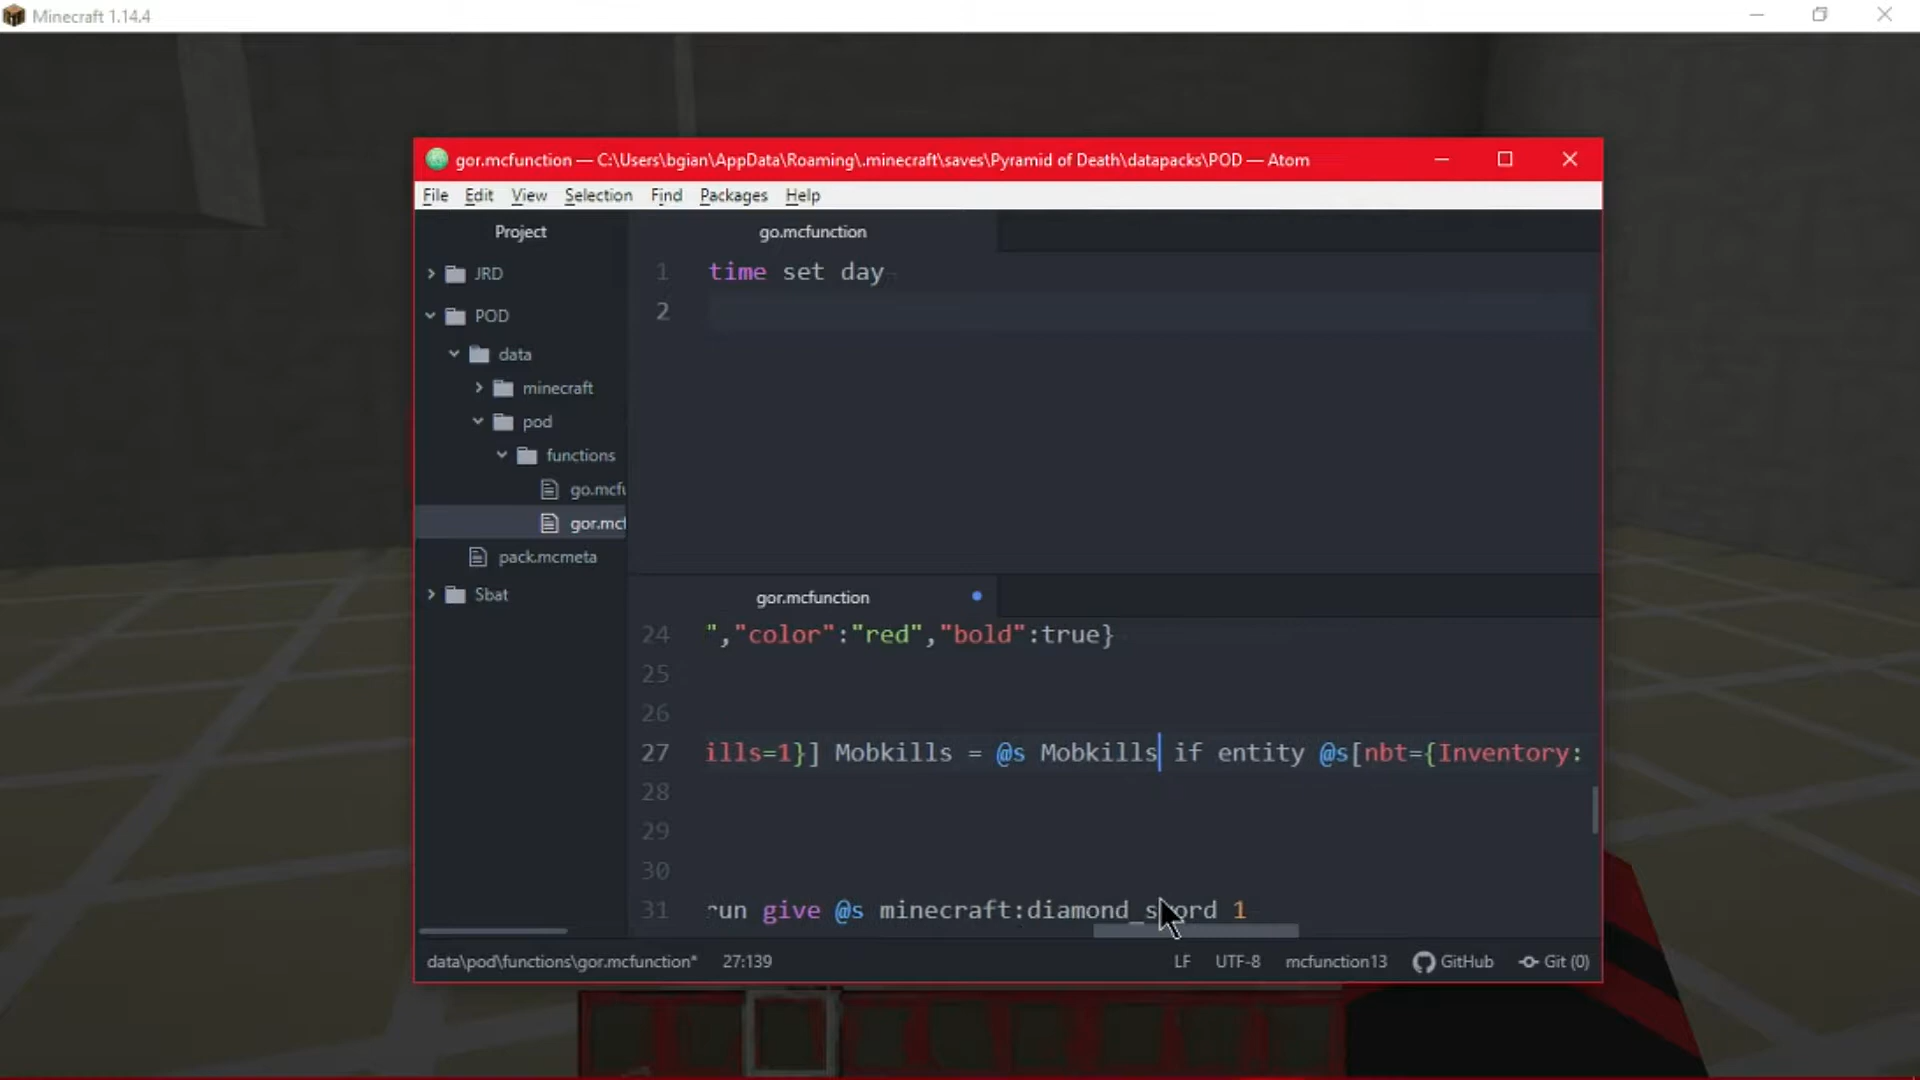 Minecraft 1.14.4
gor.mcfunction — C:\Users\bgian\AppData\Roaming\.minecraft\saves\Pyramid of Death\datapacks\POD — Atom
File Edit View Selection Find Packages Help
Project
JRD
POD
data
minecraft
pod
functions
go.mcfu
gor.mcf
pack.mcmeta
Sbat
go.mcfunction
1 time set day
2
gor.mcfunction
24 ","color":"red","bold":true}
25
26
27 ills=1}] Mobkills = @s Mobkills if entity @s[nbt={Inventory:
28
29
30
31 run give @s minecraft:diamond_sword 1
data\pod\functions\gor.mcfunction* 27:139 LF UTF-8 mcfunction13 GitHub Git (0)